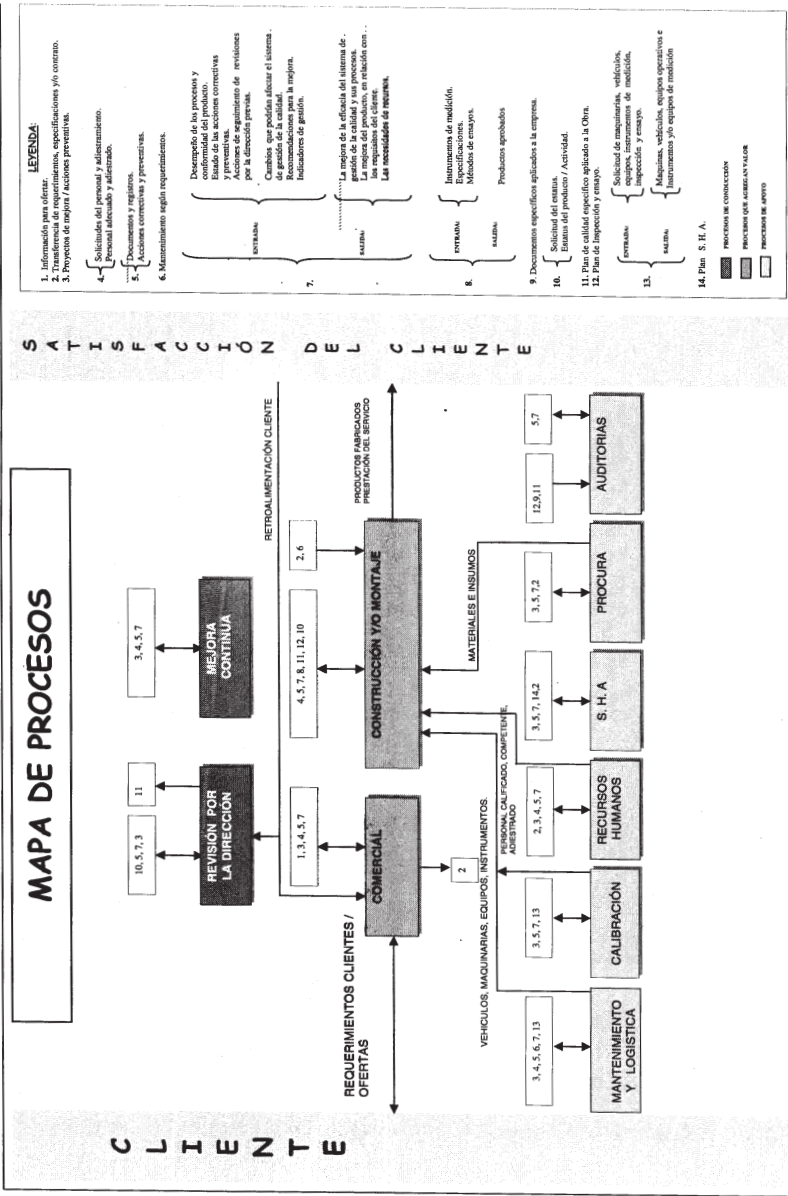 MAPA DE PROCESOS
CLIENTE
10, 5, 7, 3
11
3, 4, 5, 7
REVISIÓN POR
LA DIRECCIÓN
MEJORA
CONTINUA
RETROALIMENTACIÓN CLIENTE
REQUERIMIENTOS CLIENTES /
OFERTAS
1, 3, 4, 5, 7
4, 5, 7, 8, 11, 12, 10
2, 6
COMERCIAL
CONSTRUCCIÓN Y/O MONTAJE
PRODUCTOS FABRICADOS
PRESTACIÓN DEL SERVICIO
2
VEHICULOS, MAQUINARIAS, EQUIPOS, INSTRUMENTOS.
PERSONAL CALIFICADO, COMPETENTE,
ADIESTRADO
MATERIALES E INSUMOS
3, 4, 5, 6, 7, 13
3, 5, 7, 13
2, 3, 4, 5, 7
3, 5, 7, 14,2
3, 5, 7,2
12,9,11
5,7
MANTENIMIENTO
Y LOGÍSTICA
CALIBRACIÓN
RECURSOS
HUMANOS
S. H. A
PROCURA
AUDITORIAS
SATISFACCIÓN DEL CLIENTE
LEYENDA:
1. Información para ofertar.
2. Transferencia de requerimientos, especificaciones y/o contrato.
3. Proyectos de mejora / acciones preventivas.
4. Solicitudes del personal y adiestramiento.
Personal adecuado y adiestrado.
5. Documentos y registros.
Acciones correctivas y preventivas.
6. Mantenimiento según requerimientos.
7.
ENTRADA:
Desempeño de los procesos y
conformidad del producto.
Estado de las acciones correctivas
y preventivas.
Acciones de seguimiento de revisiones
por la dirección previas.
Cambios que podrían afectar el sistema .
de gestión de la calidad.
Recomendaciones para la mejora.
Indicadores de gestión.
SALIDA:
La mejora de la eficacia del sistema de .
gestión de la calidad y sus procesos.
La mejora del producto, en relación con . .
los requisitos del cliente.
Las necesidades de recursos.
8.
ENTRADA:
Instrumentos de medición.
Especificaciones.
Métodos de ensayos.
SALIDA:
Productos aprobados
9. Documentos específicos aplicados a la empresa.
10. Solicitud del estatus.
Estatus del producto / Actividad.
11. Plan de calidad específico aplicado a la Obra.
12. Plan de Inspección y ensayo.
13.
ENTRADA:
Solicitud de maquinarias, vehículos,
equipos, instrumentos de medición,
inspección y ensayo.
SALIDA:
Maquinas, vehículos, equipos operativos e
Instrumentos y/o equipos de medición
14. Plan S. H. A.
PROCESOS DE CONDUCCIÓN
PROCESOS QUE AGREGAN VALOR
PROCESOS DE APOYO